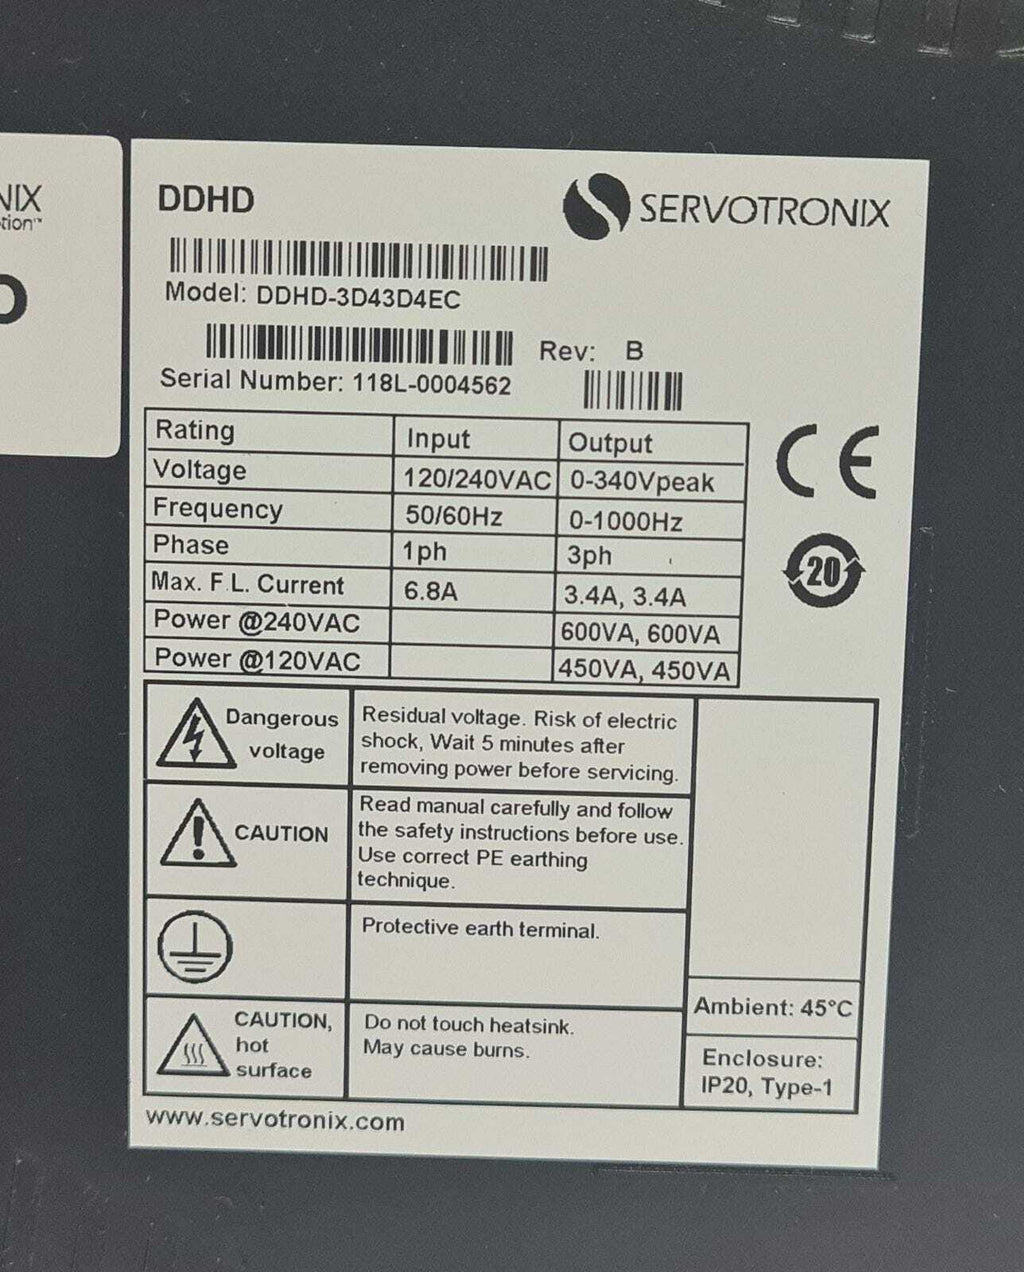 NIX
tion™
D
DDHD
SERVOTRONIX
Model: DDHD-3D43D4EC
Rev: B
Serial Number: 118L-0004562
Rating Input Output
Voltage 120/240VAC 0-340Vpeak
Frequency 50/60Hz 0-1000Hz
Phase 1ph 3ph
Max. F.L. Current 6.8A 3.4A, 3.4A
Power @240VAC 600VA, 600VA
Power @120VAC 450VA, 450VA
CE
20
Dangerous
voltage
Residual voltage. Risk of electric
shock, Wait 5 minutes after
removing power before servicing.
CAUTION
Read manual carefully and follow
the safety instructions before use.
Use correct PE earthing
technique.
Protective earth terminal.
CAUTION,
hot
surface
Do not touch heatsink.
May cause burns.
Ambient: 45°C
Enclosure:
IP20, Type-1
www.servotronix.com